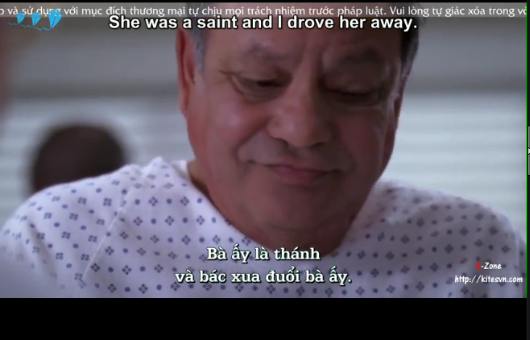 và sử dụng với mục đích thương mại tự chịu mọi trách nhiệm trước pháp luật. Vui lòng tự giác xóa trong
She was a saint and I drove her away.
Bà ấy là thánh
và bác xua đuổi bà ấy.
-Zone
http://kitesvn.com